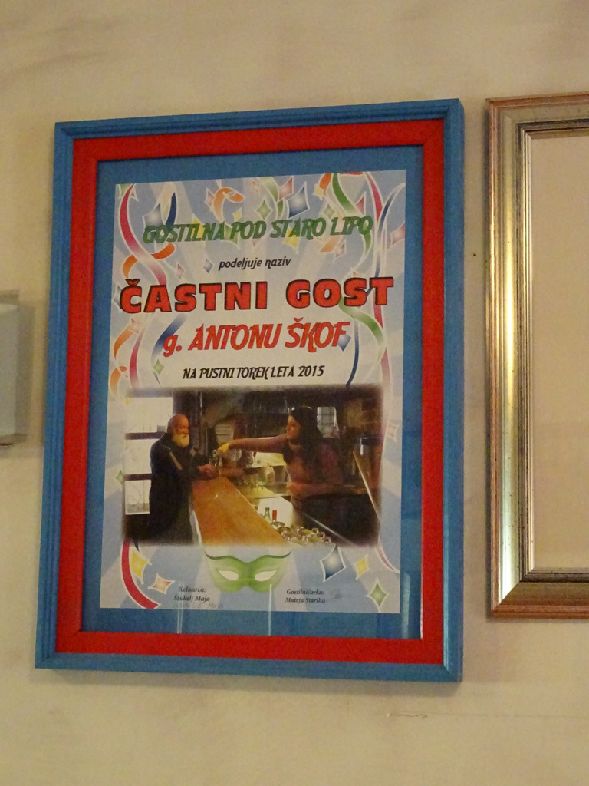 GOSTILNA POD STARO LIPO
podeljuje naziv
ČASTNI GOST
g. ANTONU ŠKOF
NA PUSTNI TOREK LETA 2015